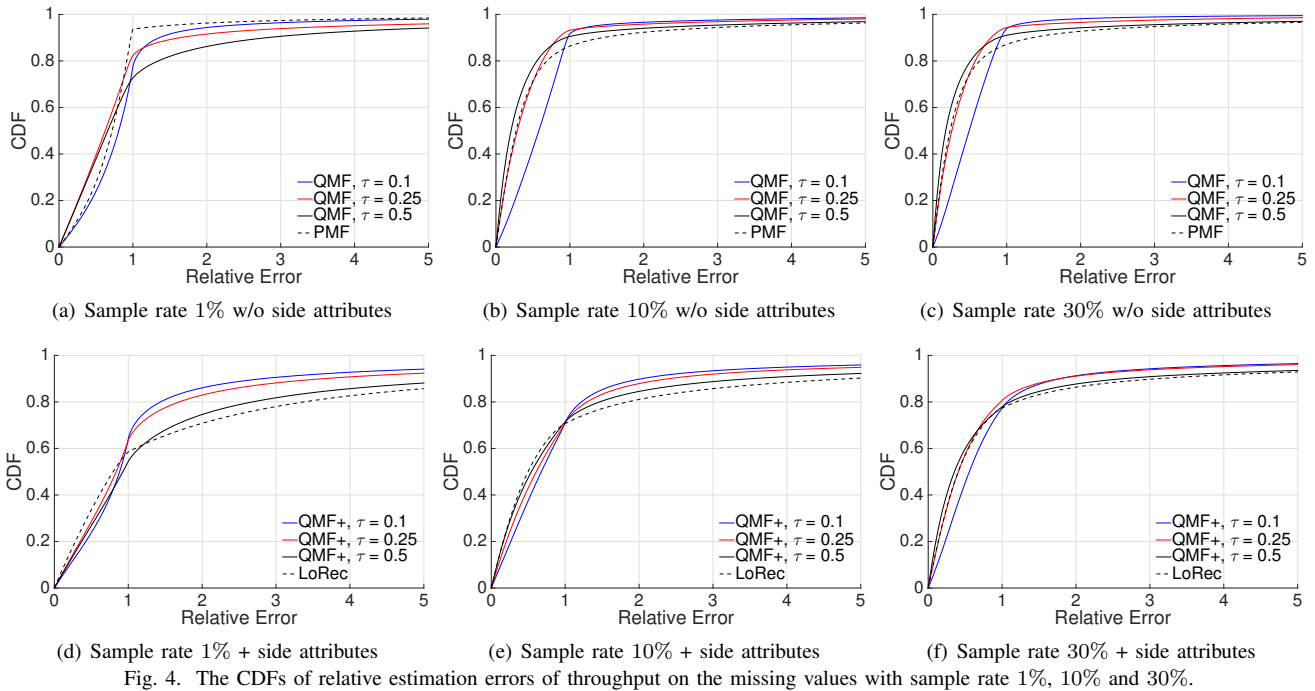 1
0.8
0.6
0.4
0.2
0
CDF
0 1 2 3 4 5
Relative Error
QMF, τ = 0.1
QMF, τ = 0.25
QMF, τ = 0.5
PMF
(a) Sample rate 1% w/o side attributes
1
0.8
0.6
0.4
0.2
0
CDF
0 1 2 3 4 5
Relative Error
QMF, τ = 0.1
QMF, τ = 0.25
QMF, τ = 0.5
PMF
(b) Sample rate 10% w/o side attributes
1
0.8
0.6
0.4
0.2
0
CDF
0 1 2 3 4 5
Relative Error
QMF, τ = 0.1
QMF, τ = 0.25
QMF, τ = 0.5
PMF
(c) Sample rate 30% w/o side attributes
1
0.8
0.6
0.4
0.2
0
CDF
0 1 2 3 4 5
Relative Error
QMF+, τ = 0.1
QMF+, τ = 0.25
QMF+, τ = 0.5
LoRec
(d) Sample rate 1% + side attributes
1
0.8
0.6
0.4
0.2
0
CDF
0 1 2 3 4 5
Relative Error
QMF+, τ = 0.1
QMF+, τ = 0.25
QMF+, τ = 0.5
LoRec
(e) Sample rate 10% + side attributes
1
0.8
0.6
0.4
0.2
0
CDF
0 1 2 3 4 5
Relative Error
QMF+, τ = 0.1
QMF+, τ = 0.25
QMF+, τ = 0.5
LoRec
(f) Sample rate 30% + side attributes
Fig. 4. The CDFs of relative estimation errors of throughput on the missing values with sample rate 1%, 10% and 30%.